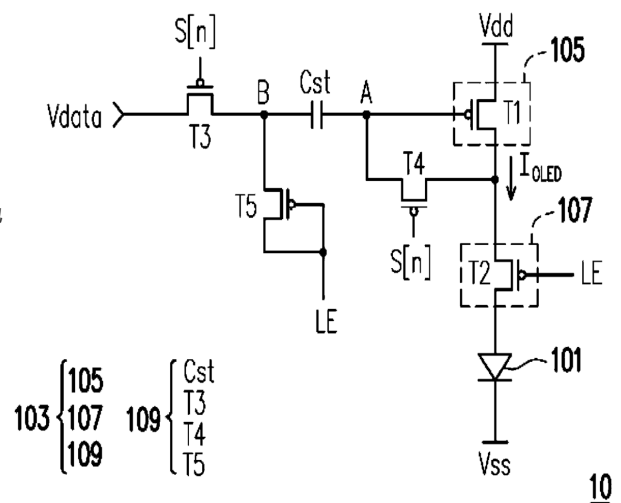 S[n]
Vdd
105
B
Cst
A
Vdata
T1
T3
T4
I_OLED
T5
107
S[n]
T2
LE
LE
101
103 { 105 107 109
109 { Cst T3 T4 T5
Vss
10